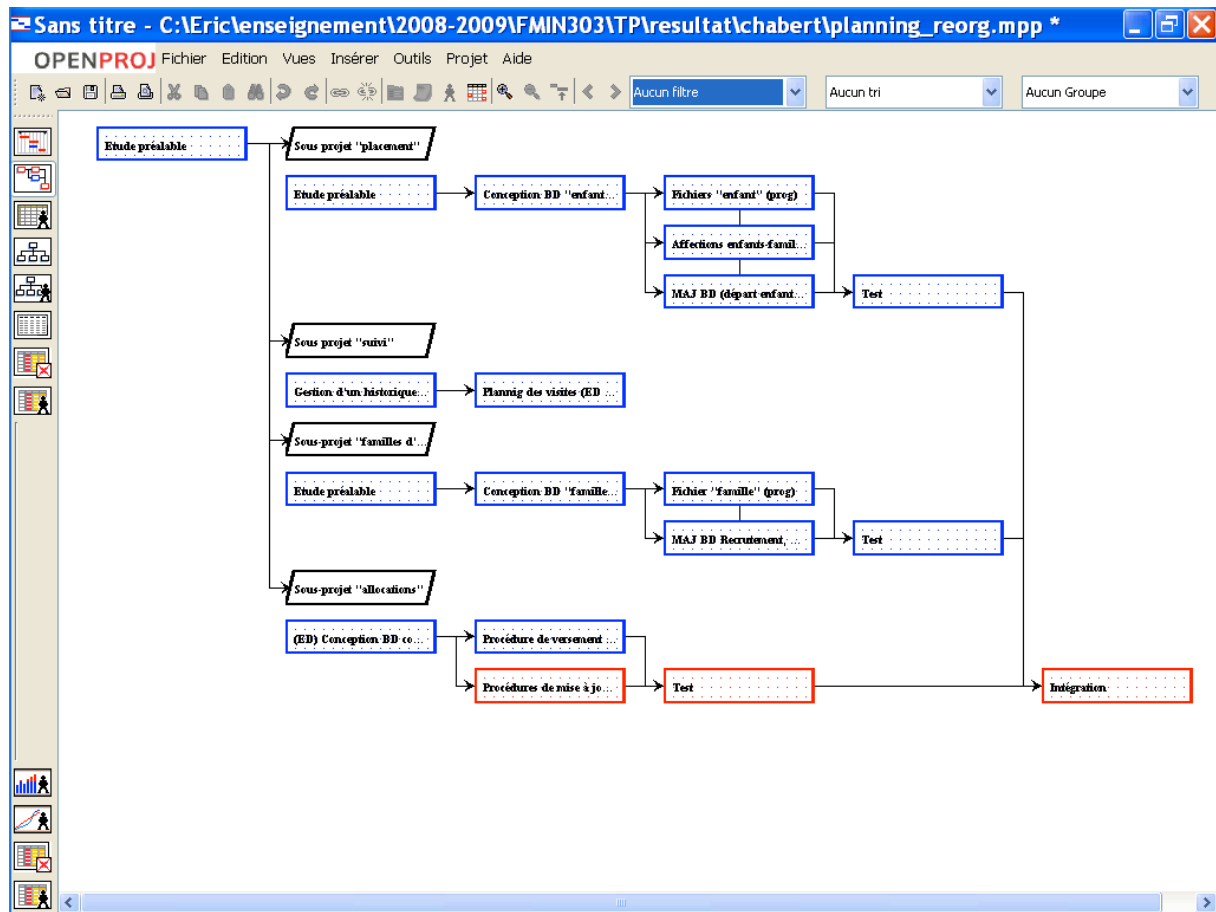 Sans titre - C:\Eric\enseignement\2008-2009\FMIN303\TP\resultat\chabert\planning_reorg.mpp *
OPENPROJ Fichier Edition Vues Insérer Outils Projet Aide
Aucun filtre Aucun tri Aucun Groupe
Etude préalable Sous projet "placement"
Etude préalable Conception BD "enfant... Fichiers "enfant" (prog)
Affections enfants-famil...
MAJ BD (départ enfant... Test
Sous projet "suivi"
Gestion d'un historique... Plannig des visites (ED ...
Sous-projet "familles d'...
Etude préalable Conception BD "famille... Fichier "famille" (prog)
MAJ BD Recrutement, ... Test
Sous-projet "allocations"
(ED) Conception BD co... Procédure de versement ...
Procédures de mise à jo... Test Intégration